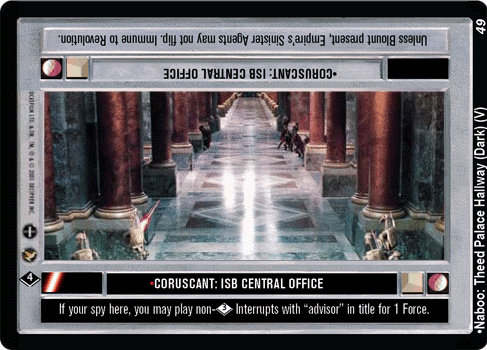 Unless Blount present, Empire's Sinister Agents may not flip. Immune to Revolution.
•CORUSCANT: ISB CENTRAL OFFICE
4
•CORUSCANT: ISB CENTRAL OFFICE
If your spy here, you may play non-3 Interrupts with “advisor” in title for 1 Force.
•Naboo: Theed Palace Hallway (Dark) (V)
49